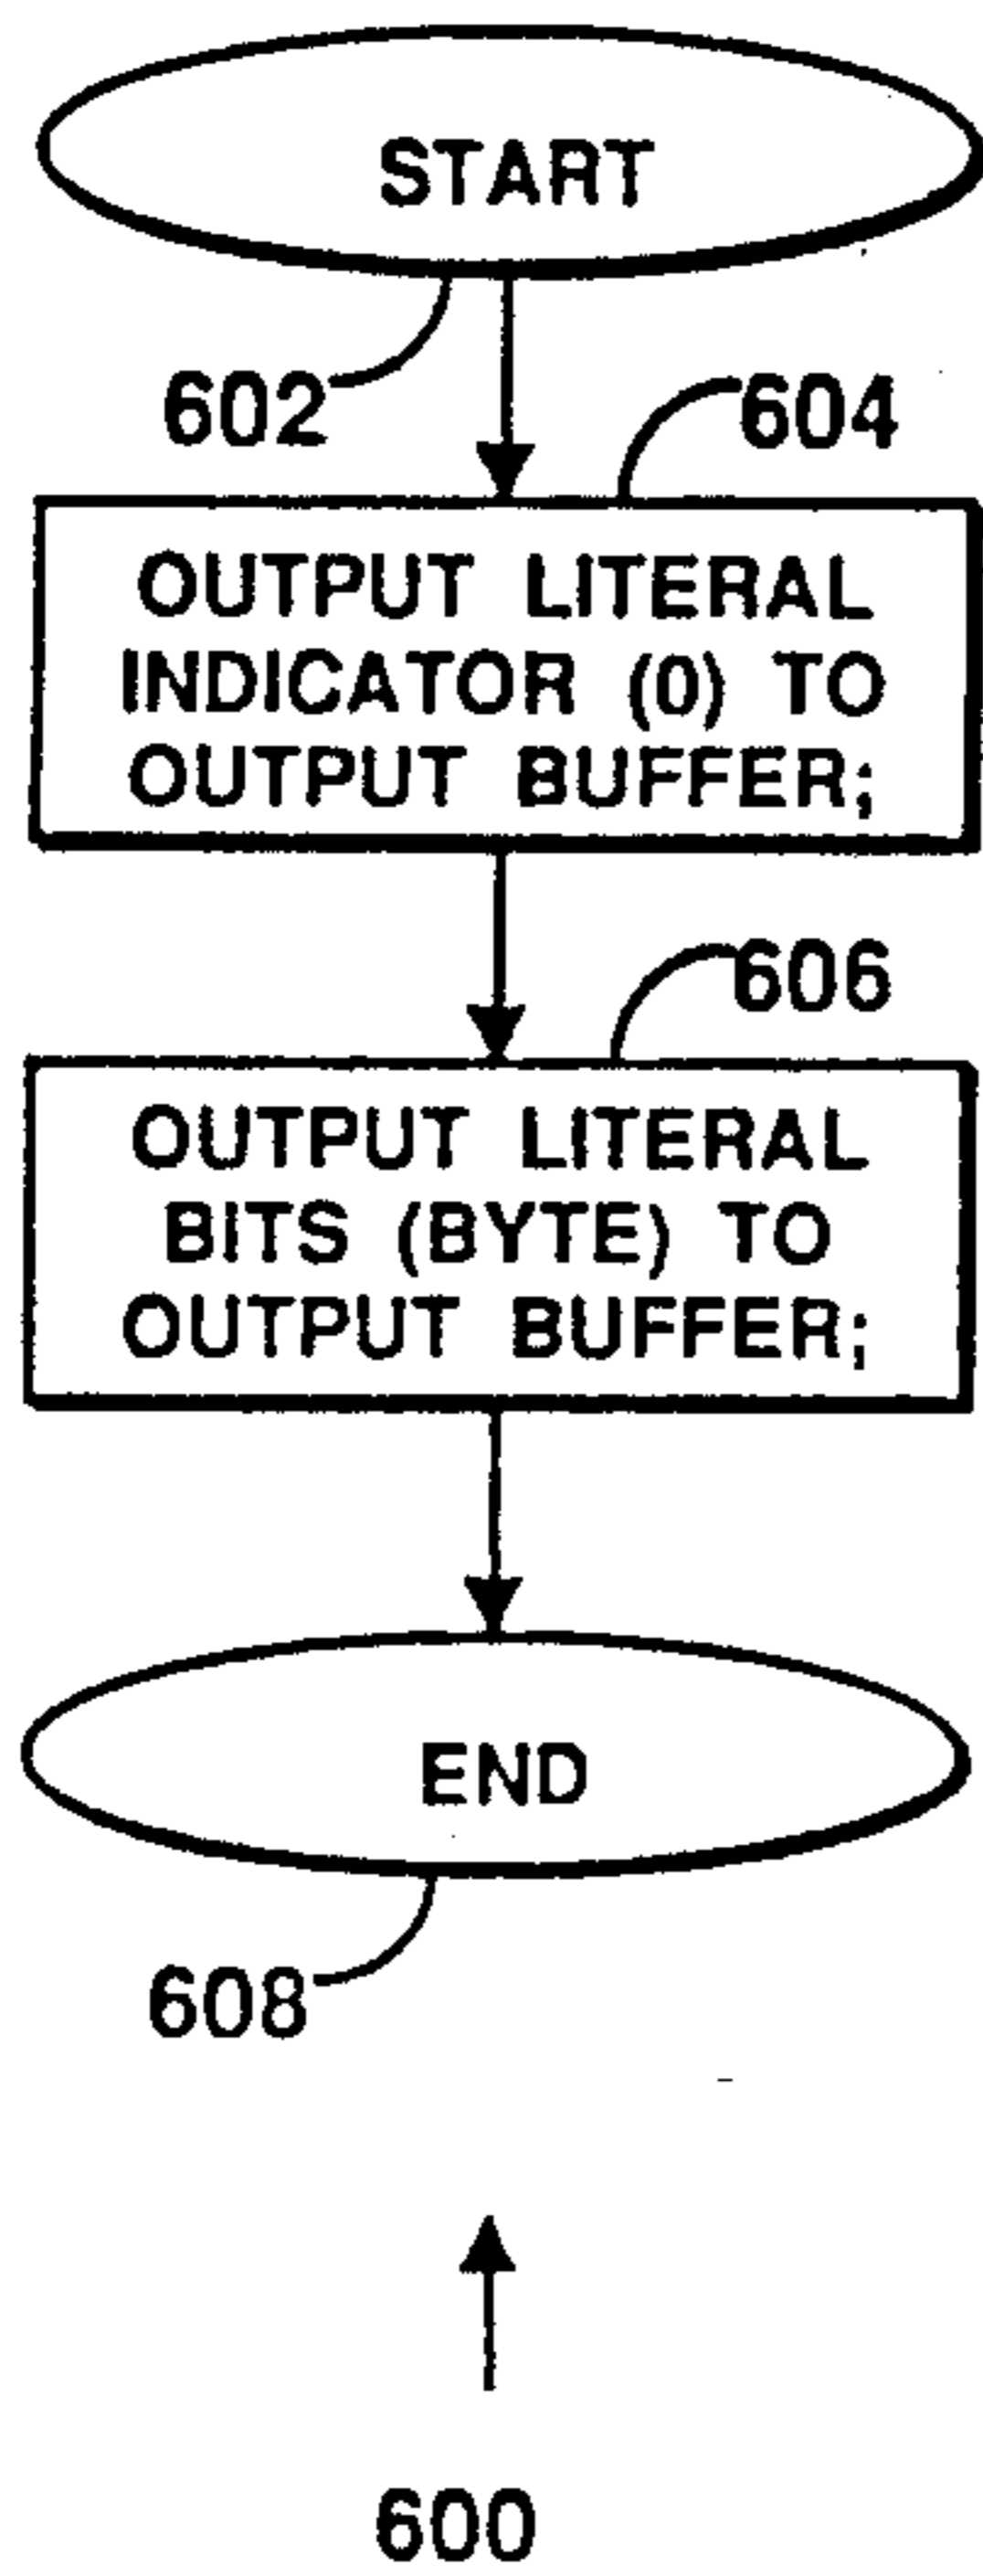 START
602
604
OUTPUT LITERAL
INDICATOR (0) TO
OUTPUT BUFFER;
606
OUTPUT LITERAL
BITS (BYTE) TO
OUTPUT BUFFER;
END
608
600